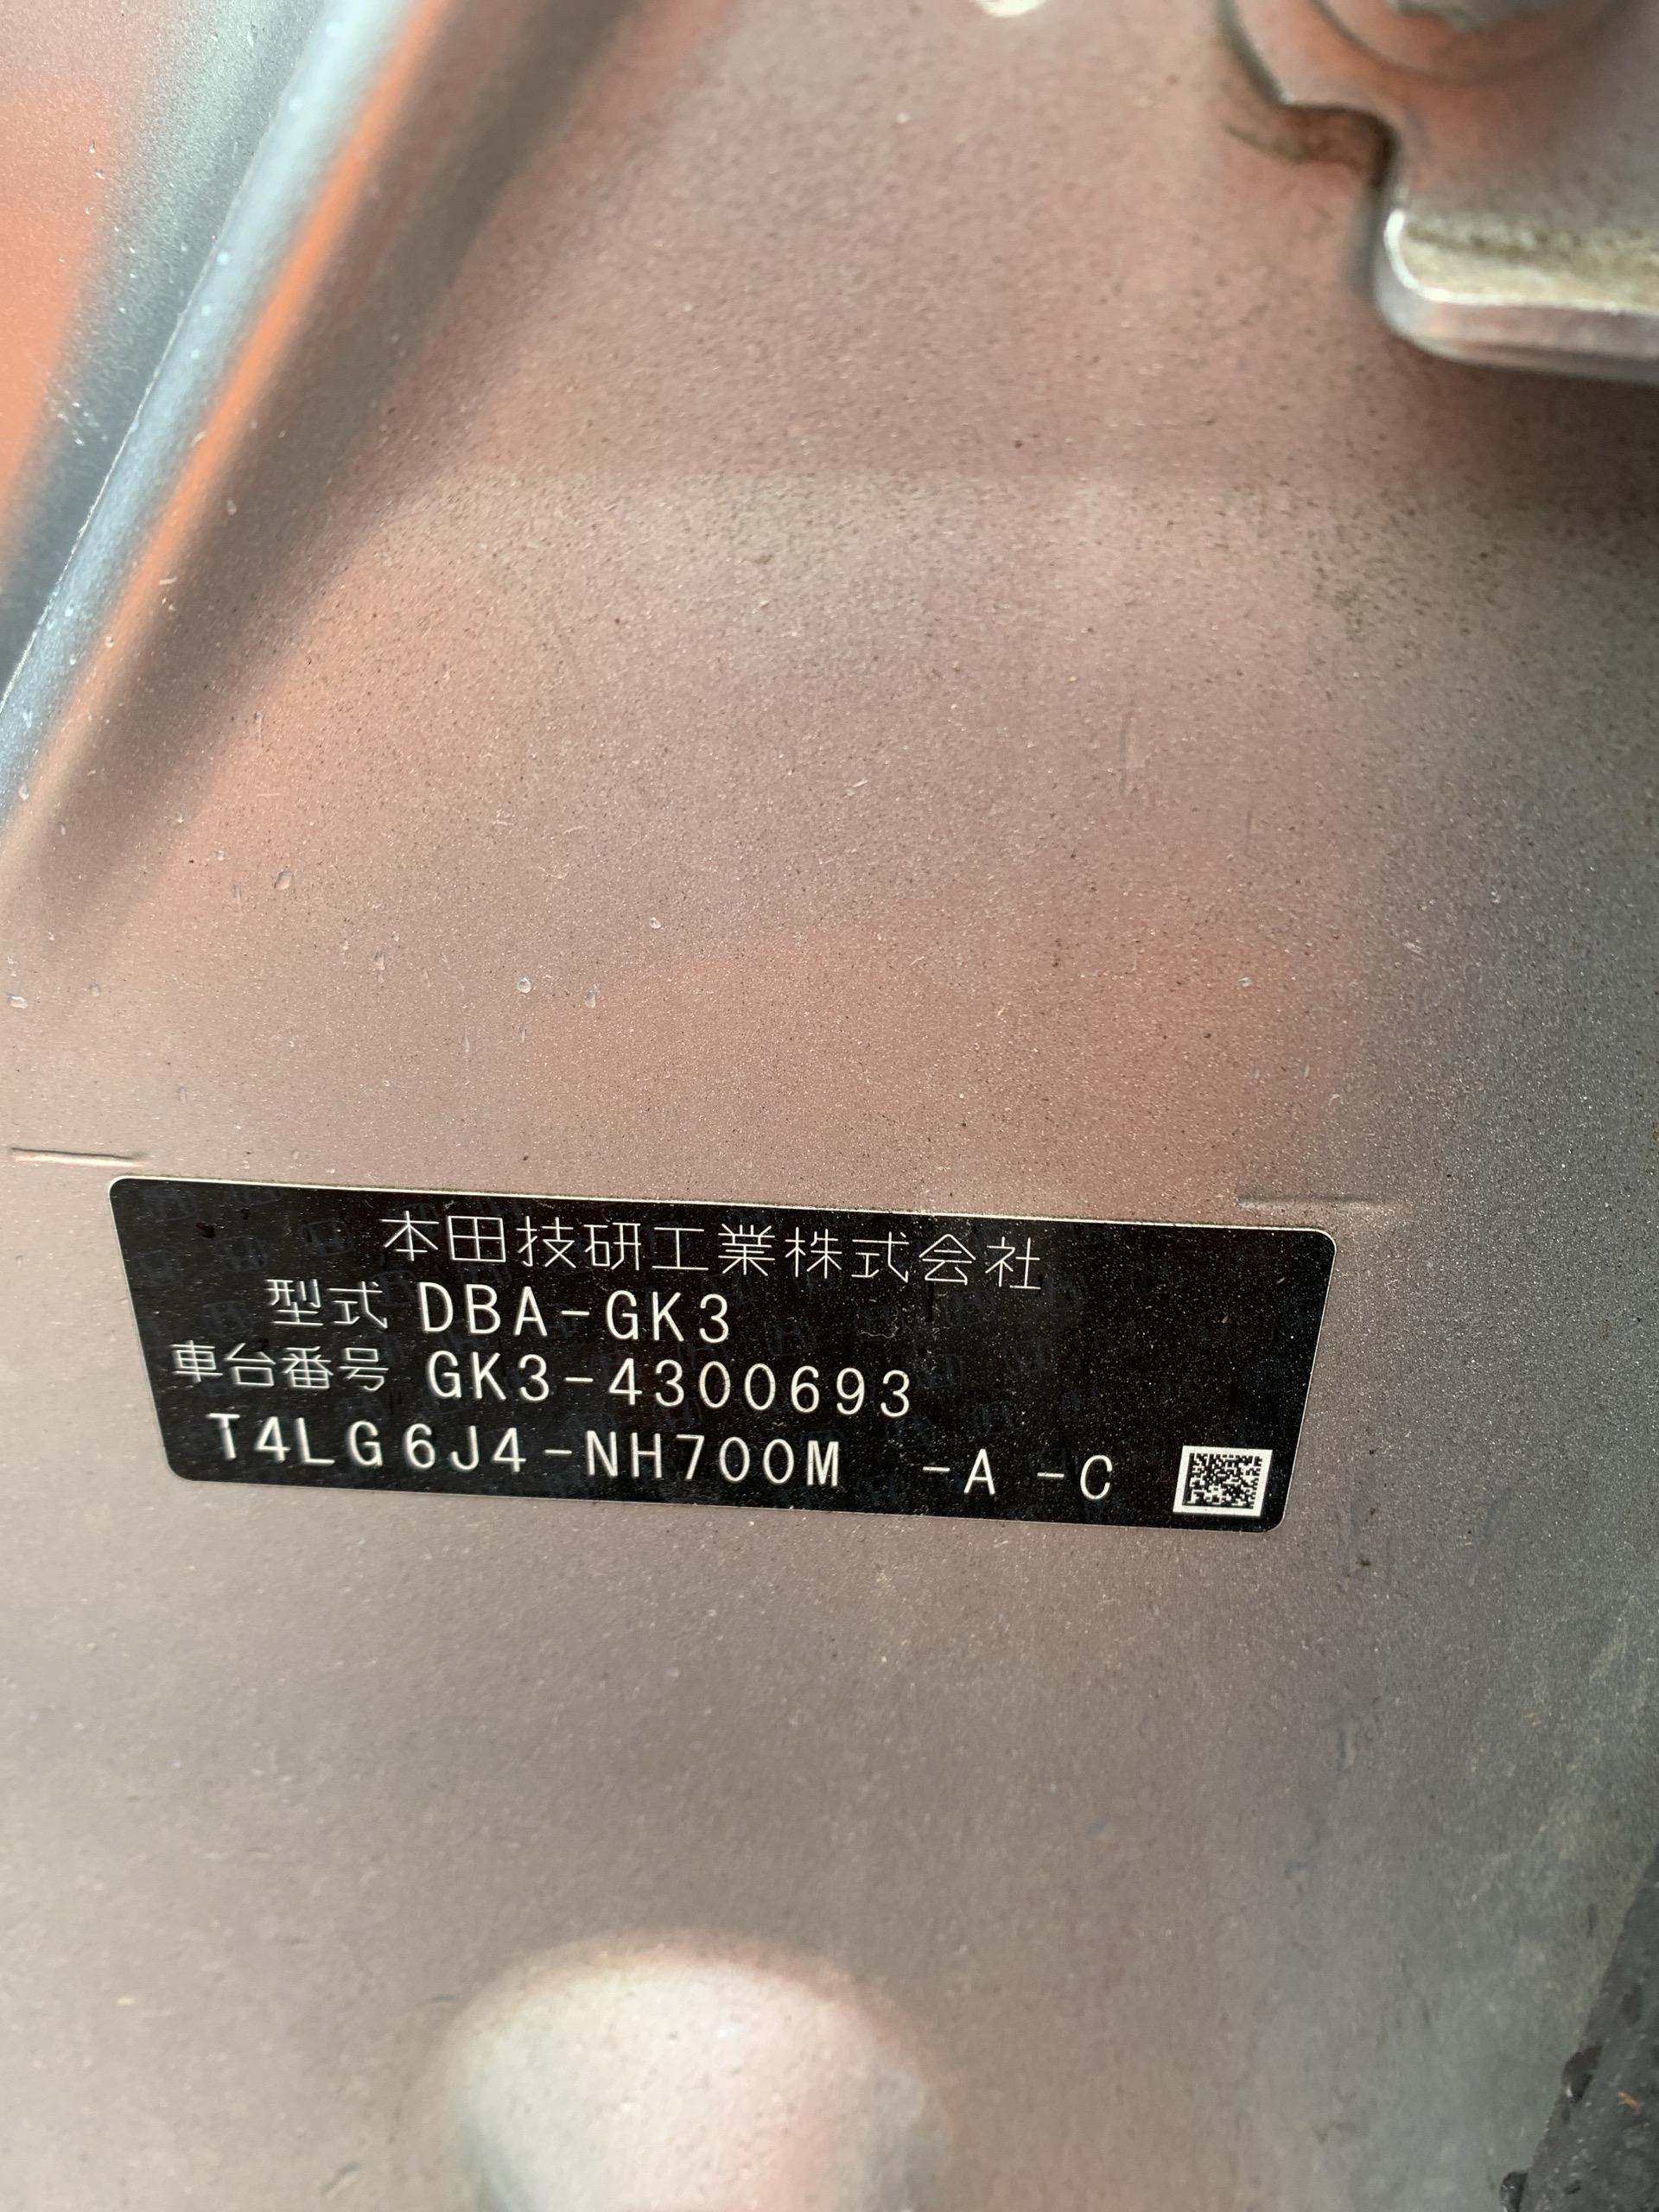 本田技研工業株式会社
型式 DBA-GK3
車台番号 GK3-4300693
T4LG6J4-NH700M -A -C